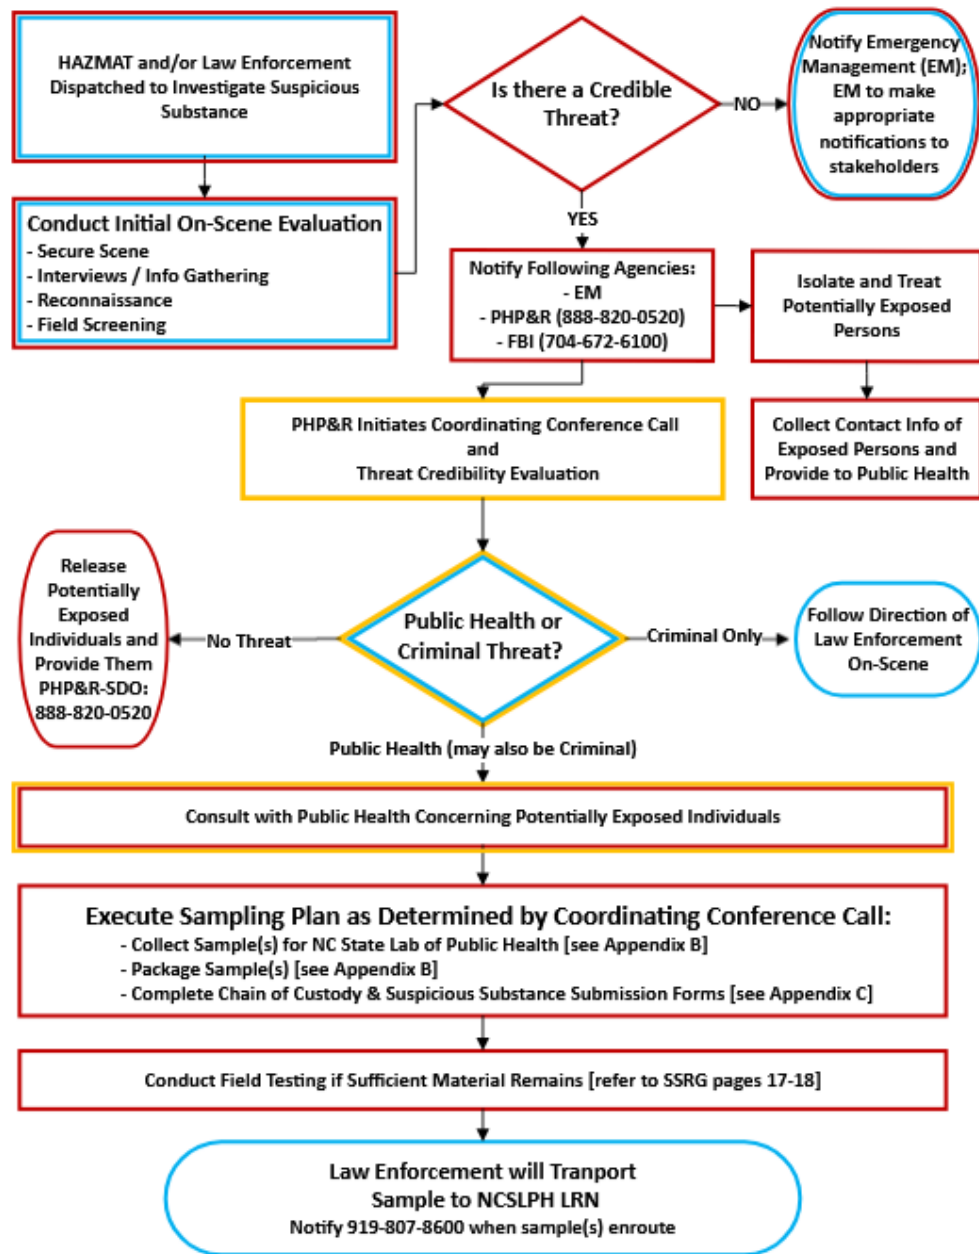 HAZMAT and/or Law Enforcement
Dispatched to Investigate Suspicious
Substance
Is there a Credible
Threat?
NO
Notify Emergency
Management (EM);
EM to make
appropriate
notifications to
stakeholders
Conduct Initial On-Scene Evaluation
- Secure Scene
- Interviews / Info Gathering
- Reconnaissance
- Field Screening
YES
Notify Following Agencies:
- EM
- PHP&R (888-820-0520)
- FBI (704-672-6100)
Isolate and Treat
Potentially Exposed
Persons
PHP&R Initiates Coordinating Conference Call
and
Threat Credibility Evaluation
Collect Contact Info of
Exposed Persons and
Provide to Public Health
Release
Potentially
Exposed
Individuals and
Provide Them
PHP&R-SDO:
888-820-0520
No Threat
Public Health or
Criminal Threat?
Criminal Only
Follow Direction of
Law Enforcement
On-Scene
Public Health (may also be Criminal)
Consult with Public Health Concerning Potentially Exposed Individuals
Execute Sampling Plan as Determined by Coordinating Conference Call:
- Collect Sample(s) for NC State Lab of Public Health [see Appendix B]
- Package Sample(s) [see Appendix B]
- Complete Chain of Custody & Suspicious Substance Submission Forms [see Appendix C]
Conduct Field Testing if Sufficient Material Remains [refer to SSRG pages 17-18]
Law Enforcement will Tranport
Sample to NCSLPH LRN
Notify 919-807-8600 when sample(s) enroute